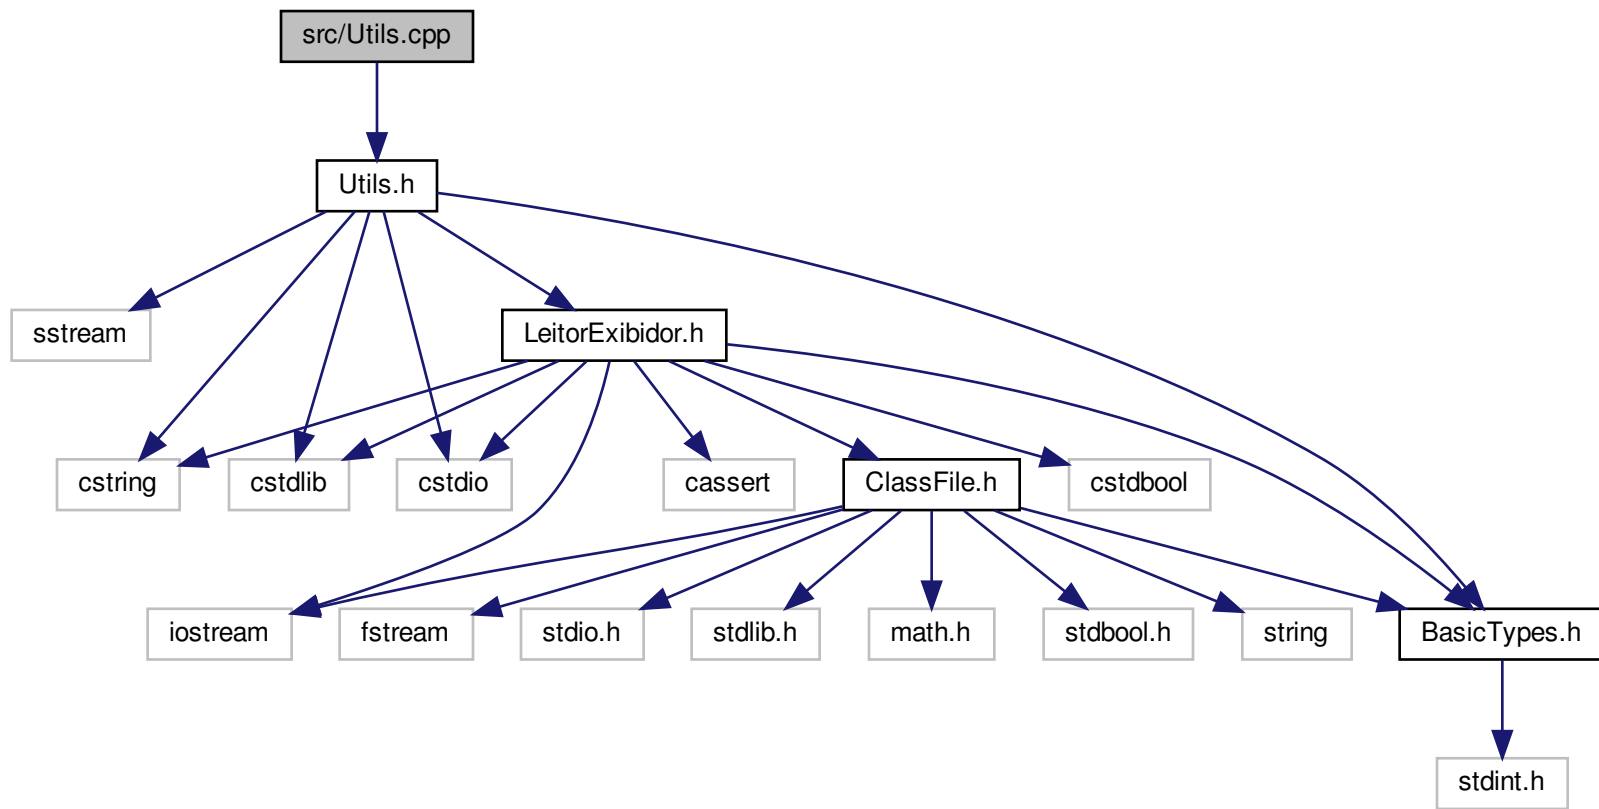 src/Utils.cpp
Utils.h
sstream
LeitorExibidor.h
cstring
cstdlib
cstdio
cassert
ClassFile.h
cstdbool
iostream
fstream
stdio.h
stdlib.h
math.h
stdbool.h
string
BasicTypes.h
stdint.h